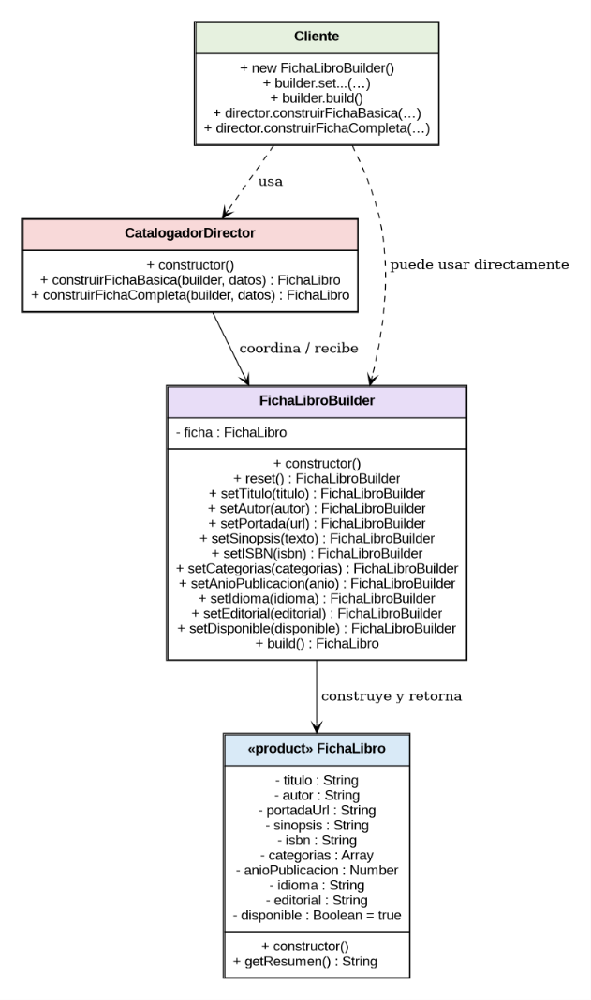 Cliente
+ new FichaLibroBuilder()
+ builder.set...(…)
+ builder.build()
+ director.construirFichaBasica(…)
+ director.construirFichaCompleta(…)
usa
CatalogadorDirector
+ constructor()
+ construirFichaBasica(builder, datos) : FichaLibro
+ construirFichaCompleta(builder, datos) : FichaLibro
puede usar directamente
coordina / recibe
FichaLibroBuilder
- ficha : FichaLibro
+ constructor()
+ reset() : FichaLibroBuilder
+ setTitulo(titulo) : FichaLibroBuilder
+ setAutor(autor) : FichaLibroBuilder
+ setPortada(url) : FichaLibroBuilder
+ setSinopsis(texto) : FichaLibroBuilder
+ setISBN(isbn) : FichaLibroBuilder
+ setCategorias(categorias) : FichaLibroBuilder
+ setAnioPublicacion(anio) : FichaLibroBuilder
+ setIdioma(idioma) : FichaLibroBuilder
+ setEditorial(editorial) : FichaLibroBuilder
+ setDisponible(disponible) : FichaLibroBuilder
+ build() : FichaLibro
construye y retorna
«product» FichaLibro
- titulo : String
- autor : String
- portadaUrl : String
- sinopsis : String
- isbn : String
- categorias : Array
- anioPublicacion : Number
- idioma : String
- editorial : String
- disponible : Boolean = true
+ constructor()
+ getResumen() : String